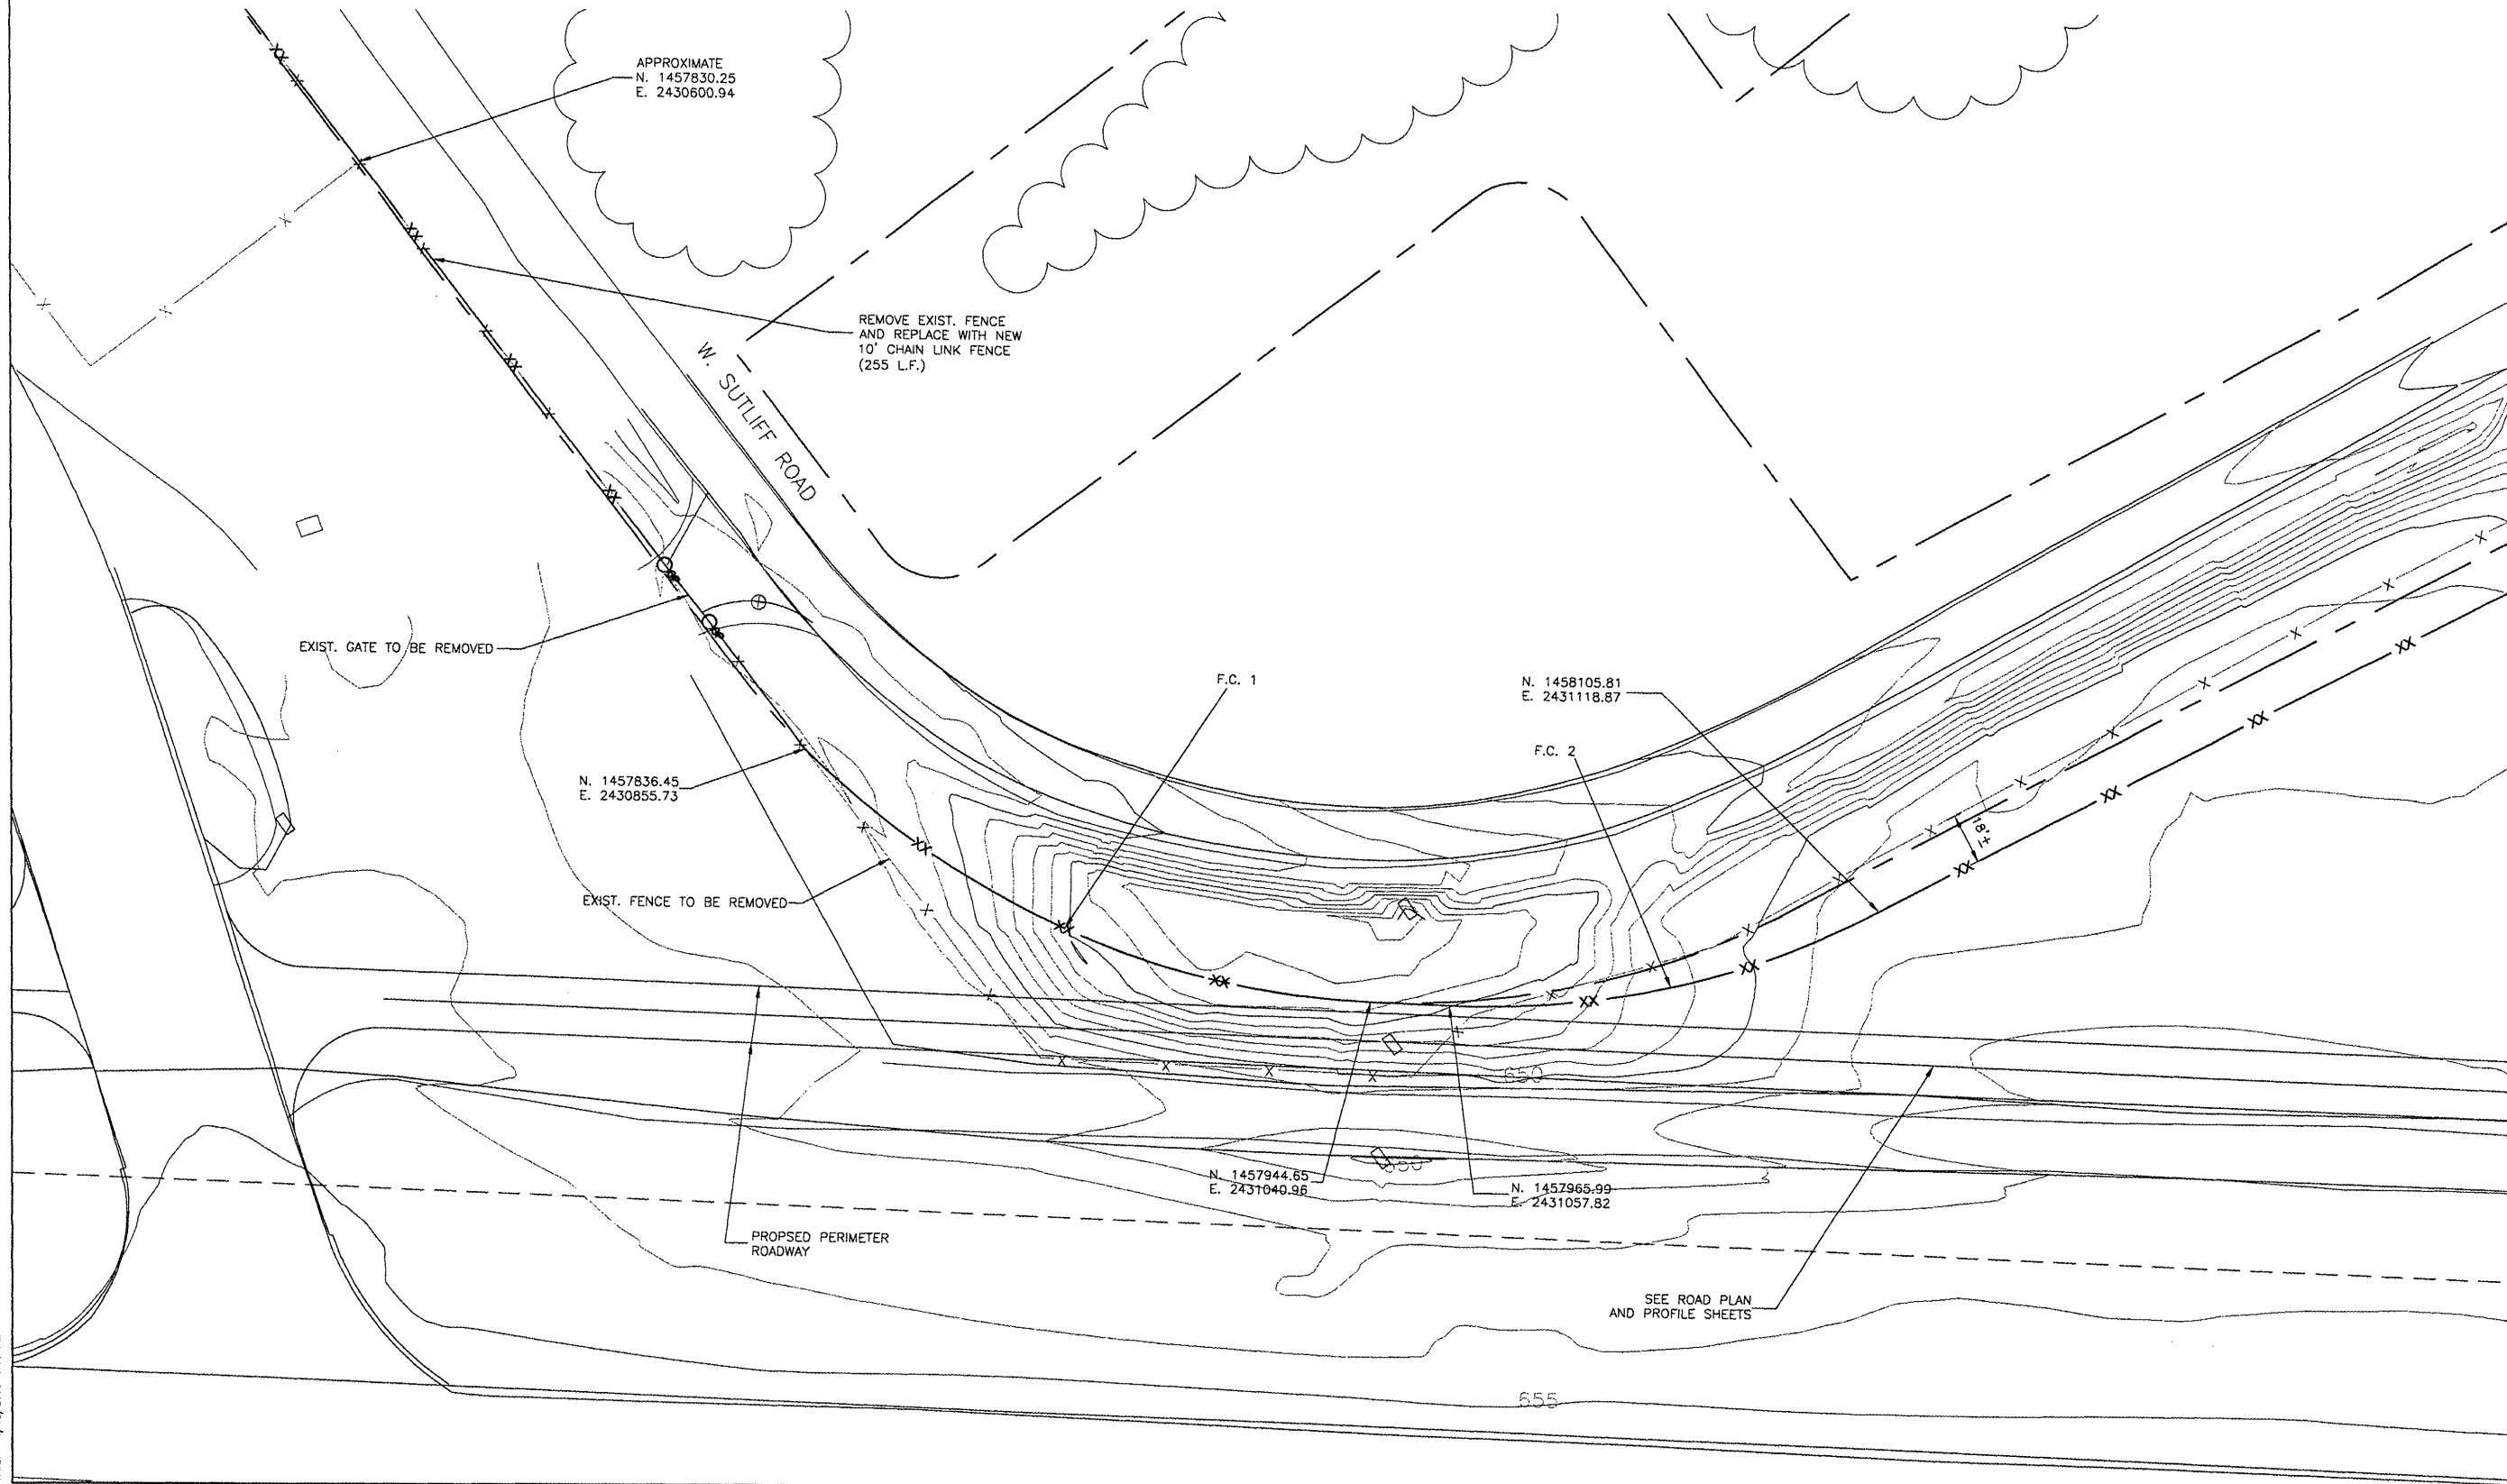 APPROXIMATE
N. 1457830.25
E. 2430600.94
REMOVE EXIST. FENCE
AND REPLACE WITH NEW
10' CHAIN LINK FENCE
(255 L.F.)
W. SUTLIFF ROAD
EXIST. GATE TO BE REMOVED
F.C. 1
N. 1458105.81
E. 2431118.87
F.C. 2
N. 1457836.45
E. 2430855.73
18'±
EXIST. FENCE TO BE REMOVED
650
650
N. 1457944.65
E. 2431040.96
N. 1457965.99
E. 2431057.82
PROPSED PERIMETER
ROADWAY
SEE ROAD PLAN
AND PROFILE SHEETS
655